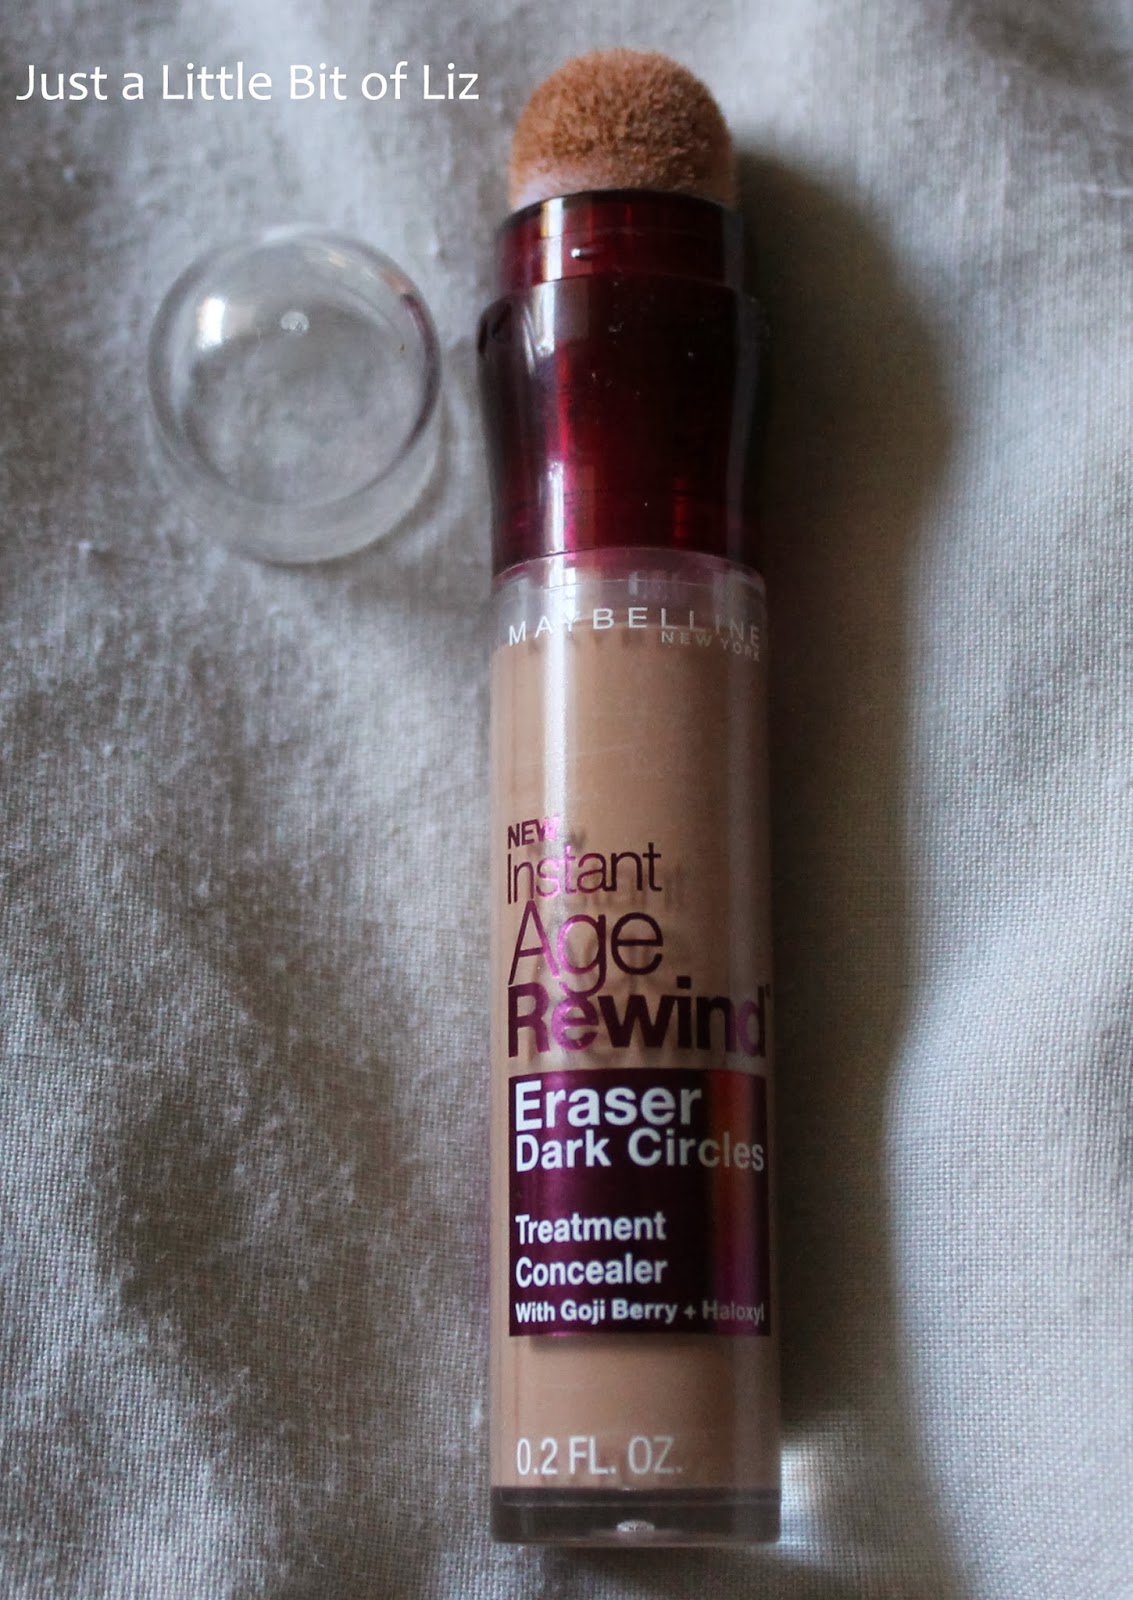 Just a Little Bit of Liz
MAYBELLINE
NEW YORK
NEW
Instant
Age
Rewind
Eraser
Dark Circles
Treatment
Concealer
With Goji Berry + Haloxyl
0.2 FL. OZ.